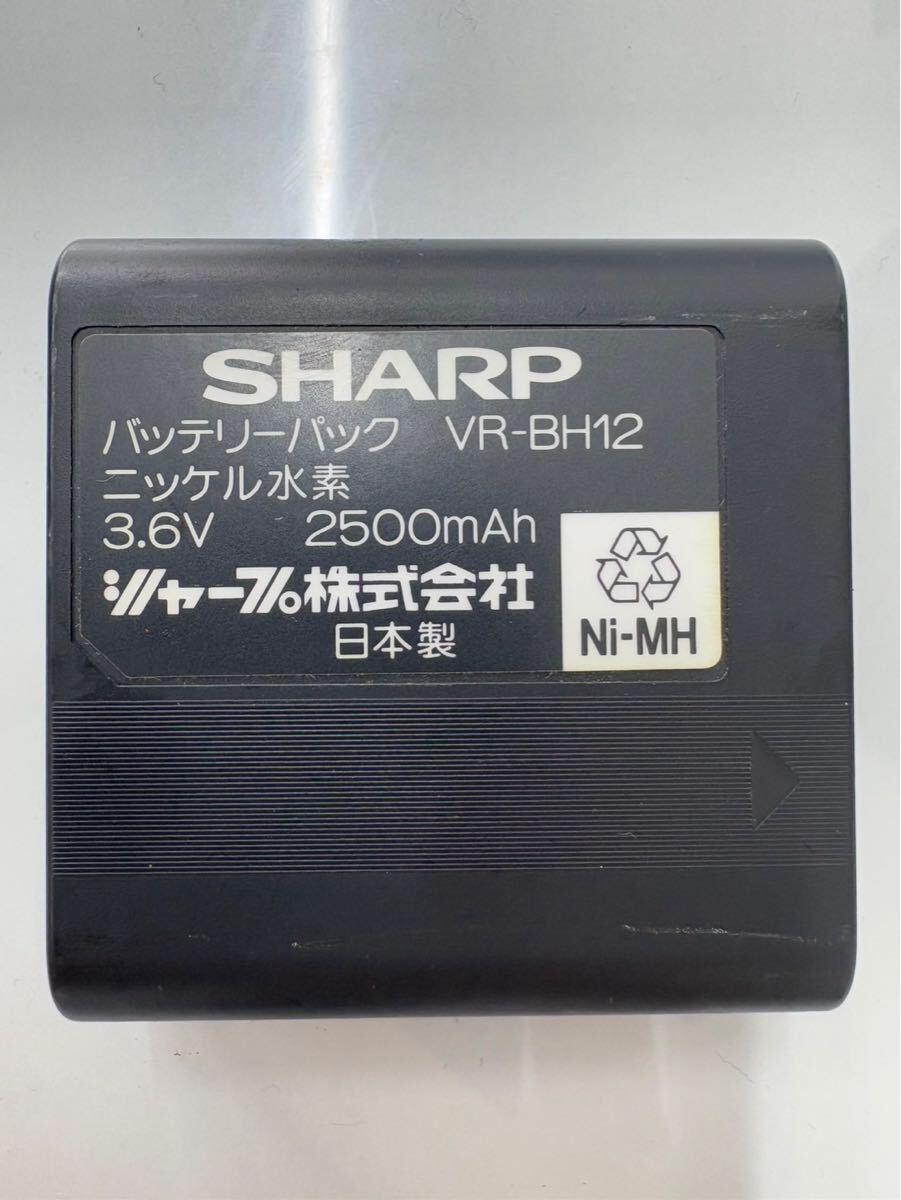 SHARP
バッテリーパック VR-BH12
ニッケル水素
3.6V 2500mAh
シャープ株式会社
日本製
Ni-MH